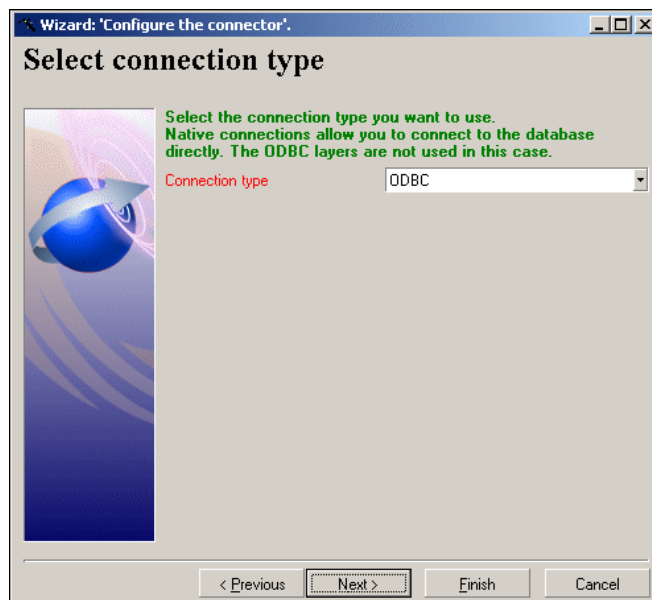 Wizard: 'Configure the connector'.
Select connection type
Select the connection type you want to use.
Native connections allow you to connect to the database
directly. The ODBC layers are not used in this case.
Connection type
ODBC
< Previous
Next >
Finish
Cancel